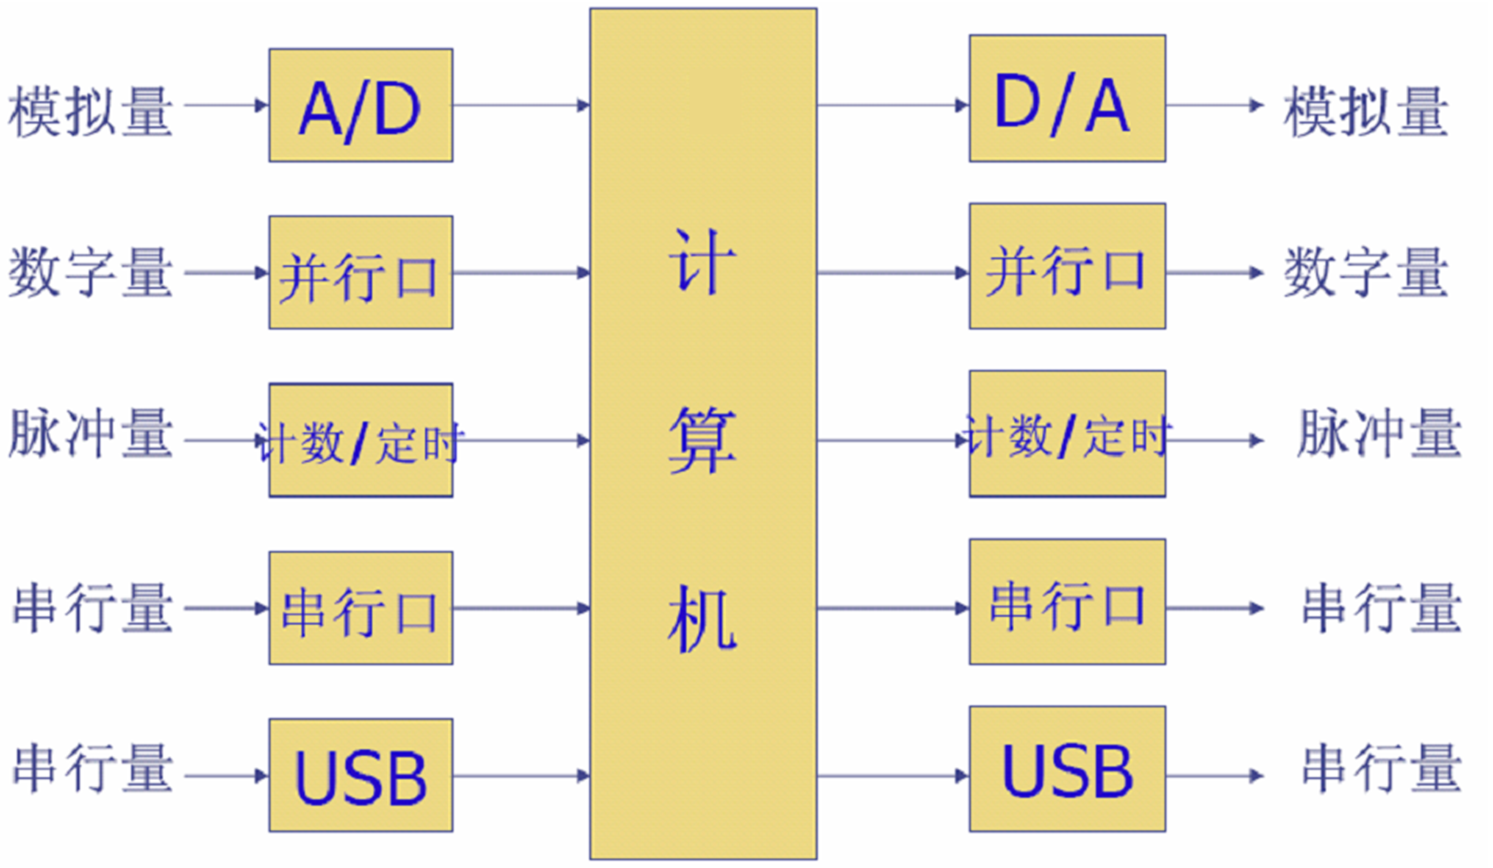 模拟量 A/D D/A 模拟量
数字量 并行口 并行口 数字量
脉冲量 计数/定时 计数/定时 脉冲量
串行量 串行口 串行口 串行量
串行量 USB USB 串行量
计
算
机